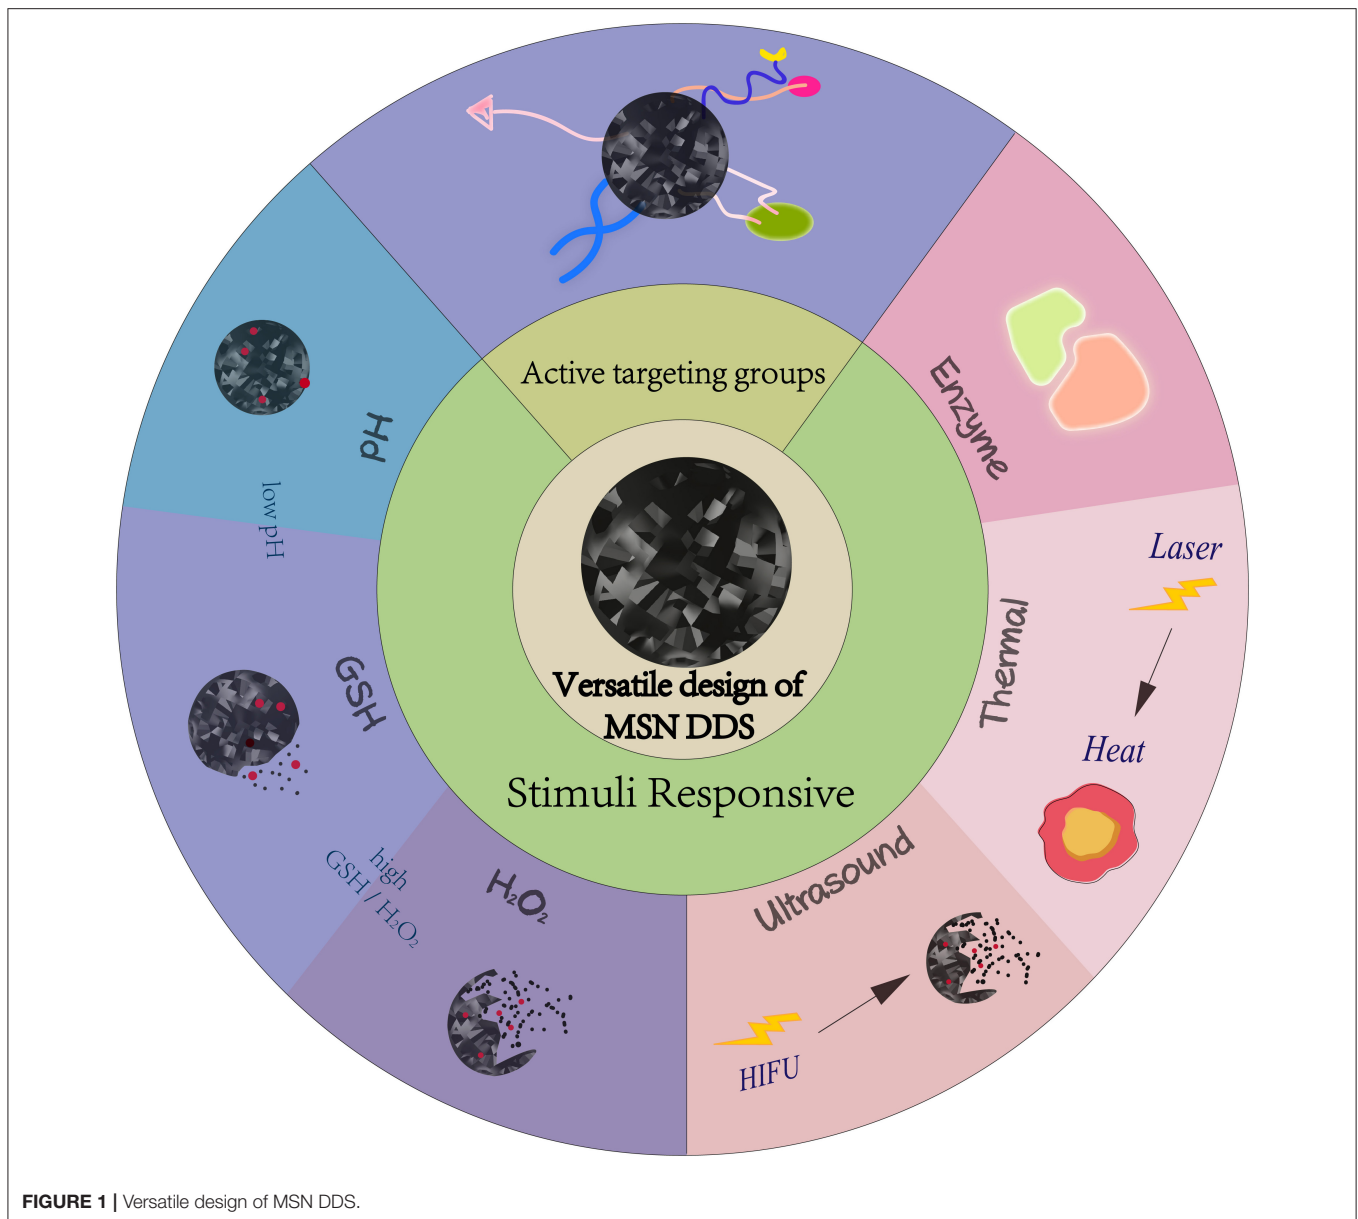 Active targeting groups
Enzyme
Laser
Thermal
Heat
Ultrasound
HIFU
H₂O₂
high
GSH / H₂O₂
GSH
low pH
pH
Versatile design of
MSN DDS
Stimuli Responsive
FIGURE 1 | Versatile design of MSN DDS.